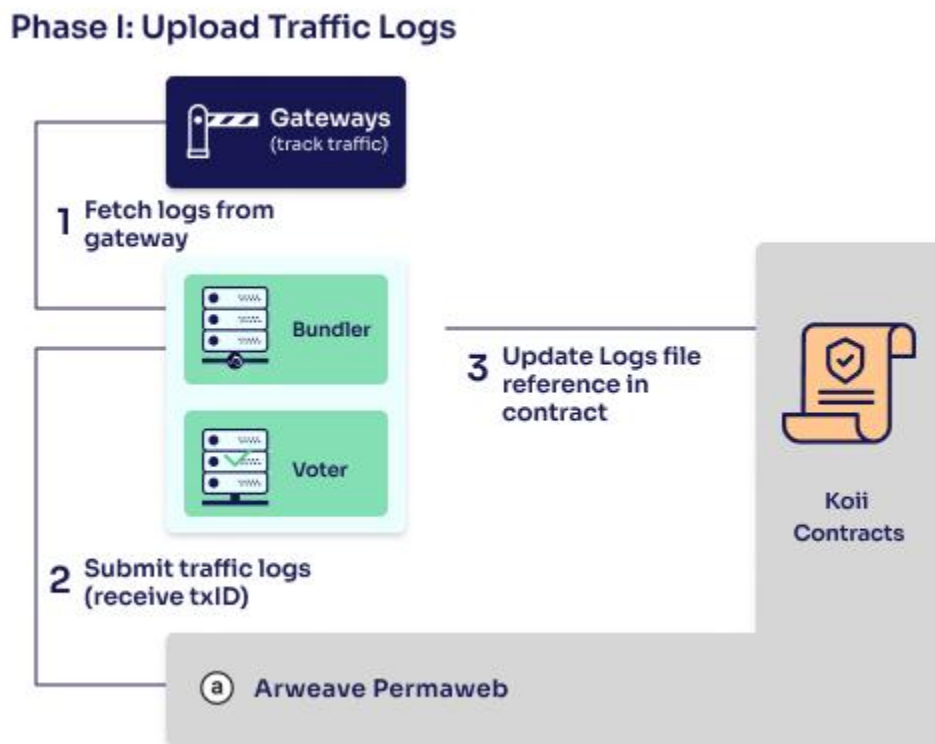 Phase I: Upload Traffic Logs
Gateways
(track traffic)
1 Fetch logs from
gateway
Bundler
3 Update Logs file
reference in
contract
Voter
Koii
Contracts
2 Submit traffic logs
(receive txID)
a Arweave Permaweb